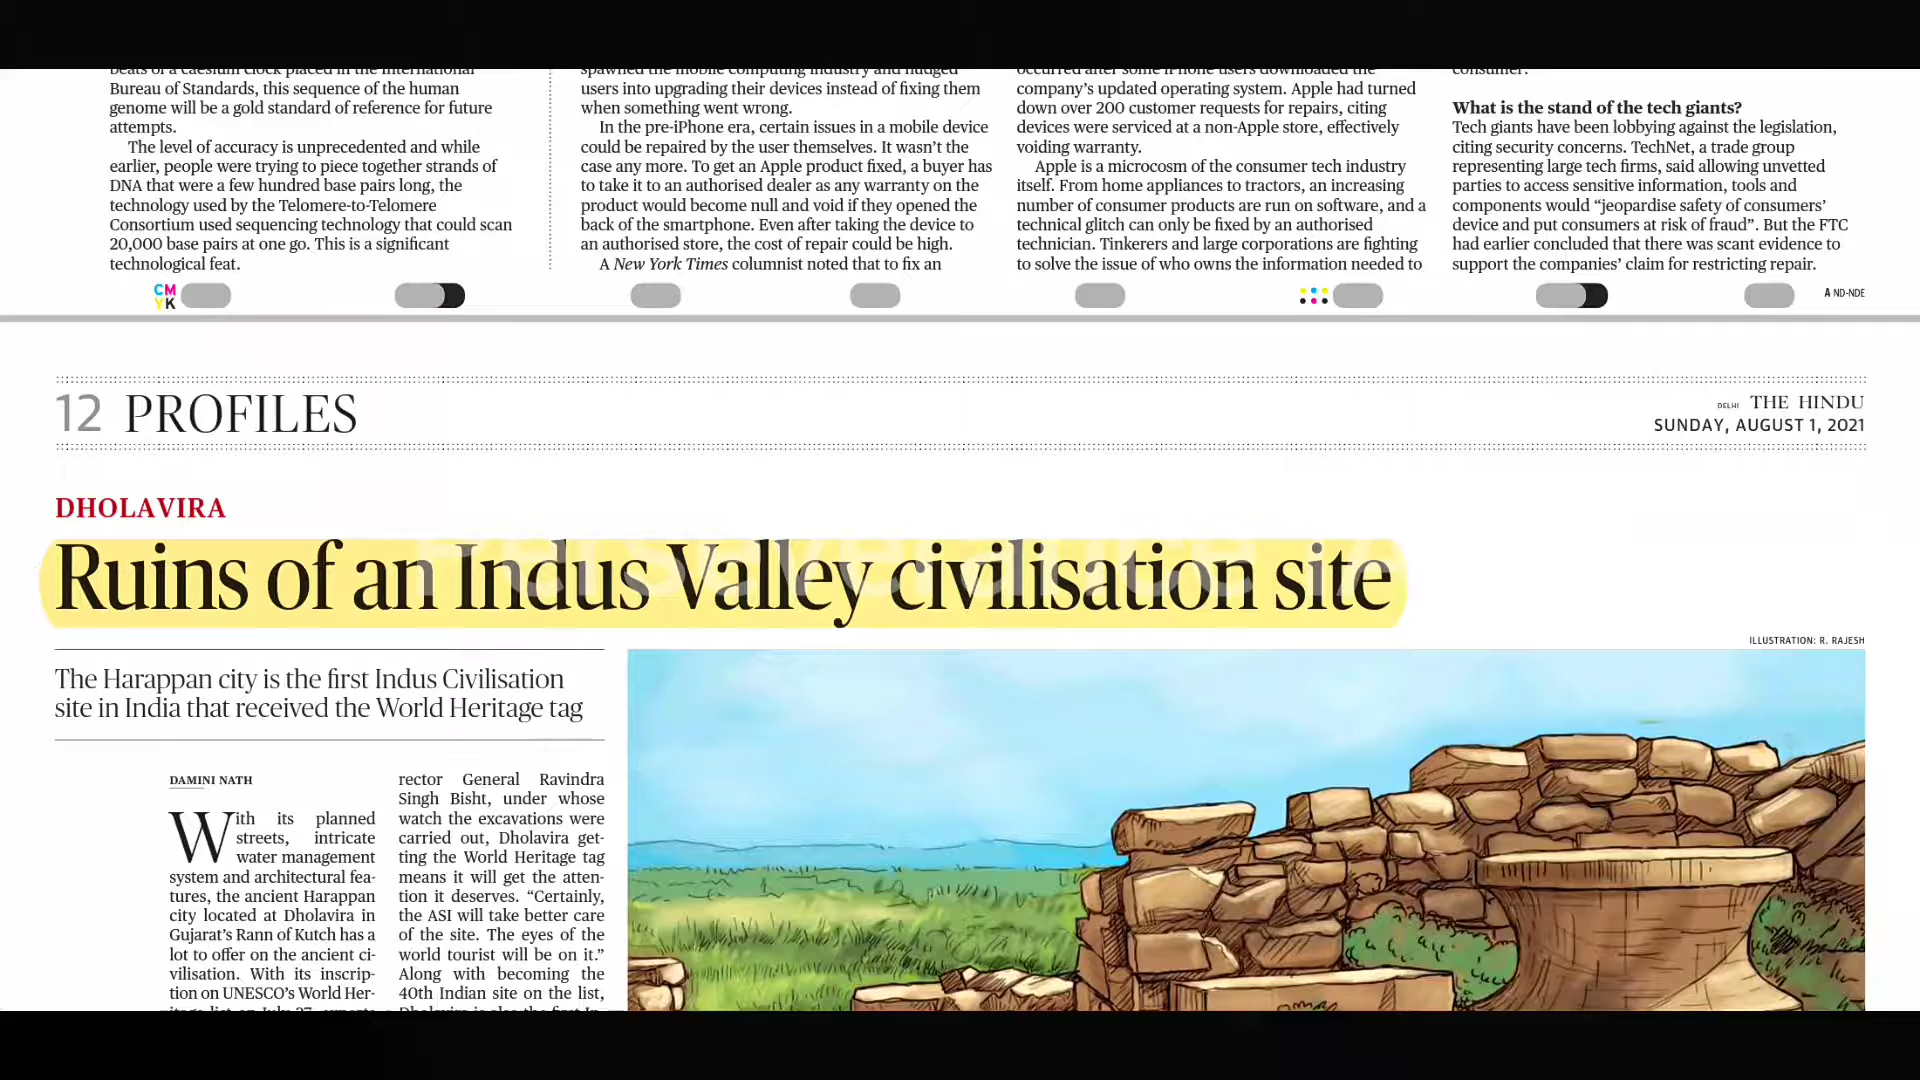 beats of a caesium clock placed in the International
Bureau of Standards, this sequence of the human
genome will be a gold standard of reference for future
attempts.
The level of accuracy is unprecedented and while
earlier, people were trying to piece together strands of
DNA that were a few hundred base pairs long, the
technology used by the Telomere-to-Telomere
Consortium used sequencing technology that could scan
20,000 base pairs at one go. This is a significant
technological feat.
spawned the mobile computing industry and nudged
users into upgrading their devices instead of fixing them
when something went wrong.
In the pre-iPhone era, certain issues in a mobile device
could be repaired by the user themselves. It wasn’t the
case any more. To get an Apple product fixed, a buyer has
to take it to an authorised dealer as any warranty on the
product would become null and void if they opened the
back of the smartphone. Even after taking the device to
an authorised store, the cost of repair could be high.
A New York Times columnist noted that to fix an
occurred after some iPhone users downloaded the
company’s updated operating system. Apple had turned
down over 200 customer requests for repairs, citing
devices were serviced at a non-Apple store, effectively
voiding warranty.
Apple is a microcosm of the consumer tech industry
itself. From home appliances to tractors, an increasing
number of consumer products are run on software, and a
technical glitch can only be fixed by an authorised
technician. Tinkerers and large corporations are fighting
to solve the issue of who owns the information needed to
consumer.
What is the stand of the tech giants?
Tech giants have been lobbying against the legislation,
citing security concerns. TechNet, a trade group
representing large tech firms, said allowing unvetted
parties to access sensitive information, tools and
components would “jeopardise safety of consumers’
device and put consumers at risk of fraud”. But the FTC
had earlier concluded that there was scant evidence to
support the companies’ claim for restricting repair.
CM
YK
A ND-NDE
12 PROFILES
DELHI THE HINDU
SUNDAY, AUGUST 1, 2021
DHOLAVIRA
Ruins of an Indus Valley civilisation site
ILLUSTRATION: R. RAJESH
The Harappan city is the first Indus Civilisation
site in India that received the World Heritage tag
DAMINI NATH
With its planned
streets, intricate
water management
system and architectural fea-
tures, the ancient Harappan
city located at Dholavira in
Gujarat’s Rann of Kutch has a
lot to offer on the ancient ci-
vilisation. With its inscrip-
tion on UNESCO’s World Her-
rector General Ravindra
Singh Bisht, under whose
watch the excavations were
carried out, Dholavira get-
ting the World Heritage tag
means it will get the atten-
tion it deserves. “Certainly,
the ASI will take better care
of the site. The eyes of the
world tourist will be on it.”
Along with becoming the
40th Indian site on the list,